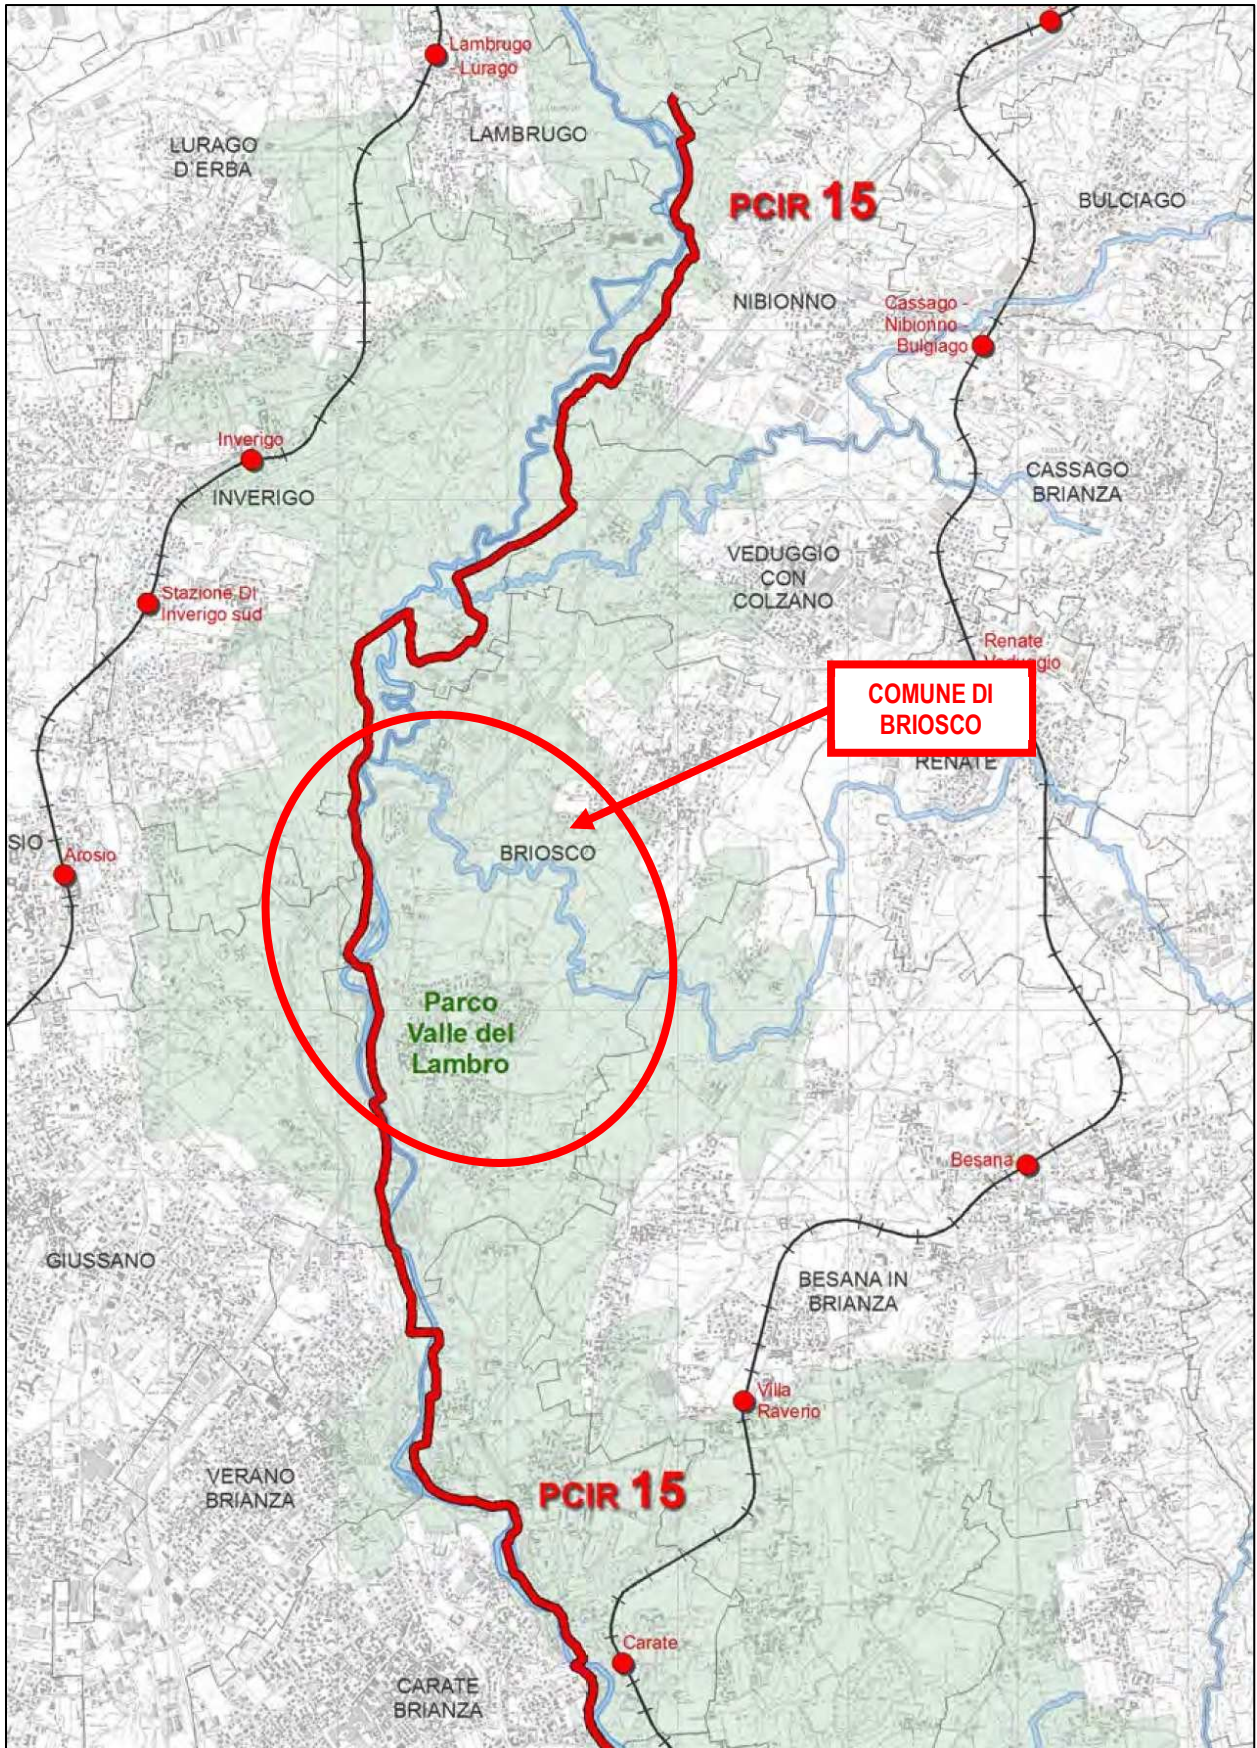 Lambrugo
- Lurago
LURAGO
D'ERBA
LAMBRUGO
PCIR 15
BULCIAGO
NIBIONNO
Cassago -
Nibionno -
Bulgiago
Inverigo
INVERIGO
CASSAGO
BRIANZA
VEDUGGIO
CON
COLZANO
Stazione Di
Inverigo sud
Renate
Veduggio
COMUNE DI
BRIOSCO
RENATE
SIO
Arosio
BRIOSCO
Parco
Valle del
Lambro
Besana
GIUSSANO
BESANA IN
BRIANZA
Villa
Raverio
VERANO
BRIANZA
PCIR 15
Carate
CARATE
BRIANZA